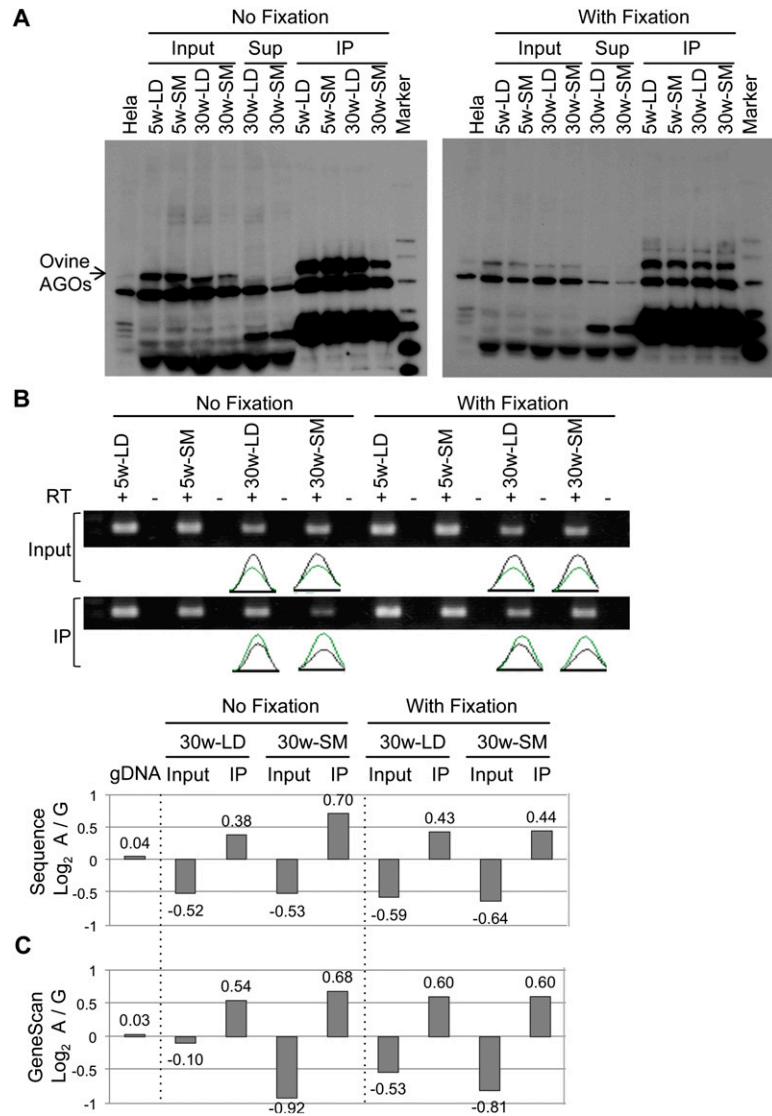 A
No Fixation
With Fixation
Input Sup IP
Input Sup IP
Hela 5w-LD 5w-SM 30w-LD 30w-SM 30w-LD 30w-SM 5w-LD 5w-SM 30w-LD 30w-SM Marker
Hela 5w-LD 5w-SM 30w-LD 30w-SM 30w-LD 30w-SM 5w-LD 5w-SM 30w-LD 30w-SM Marker
Ovine
AGOs
B
No Fixation With Fixation
5w-LD 5w-SM 30w-LD 30w-SM 5w-LD 5w-SM 30w-LD 30w-SM
RT + - + - + - + - + - + - + - + -
Input
IP
No Fixation With Fixation
30w-LD 30w-SM 30w-LD 30w-SM
gDNA Input IP Input IP Input IP Input IP
Sequence
Log2 A / G
1
0.5
0
-0.5
-1
0.04 -0.52 0.38 -0.53 0.70 -0.59 0.43 -0.64 0.44
C
GeneScan
Log2 A / G
1
0.5
0
-0.5
-1
0.03 -0.10 0.54 -0.92 0.68 -0.53 0.60 -0.81 0.60